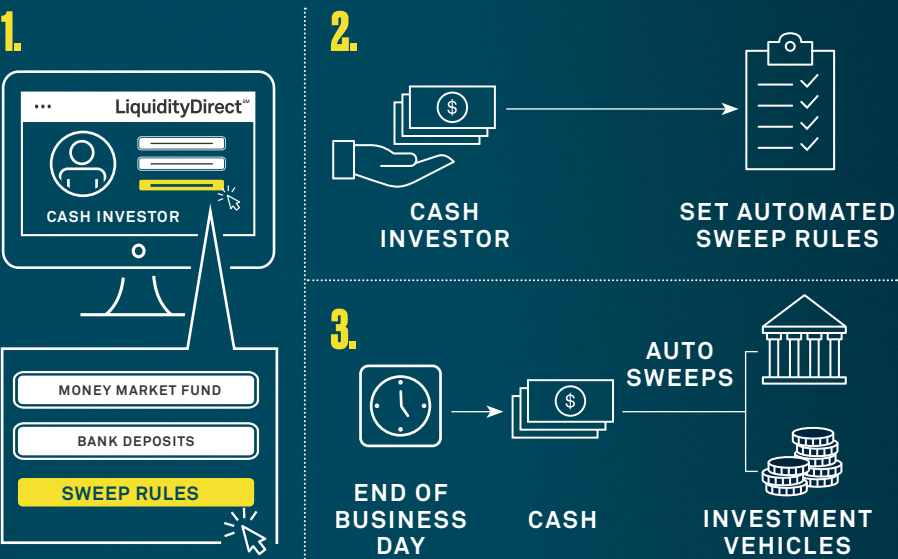 1.
LiquidityDirect℠
CASH INVESTOR
MONEY MARKET FUND
BANK DEPOSITS
SWEEP RULES
2.
$
CASH
INVESTOR
SET AUTOMATED
SWEEP RULES
3.
AUTO
SWEEPS
$
END OF
BUSINESS
DAY
CASH
INVESTMENT
VEHICLES